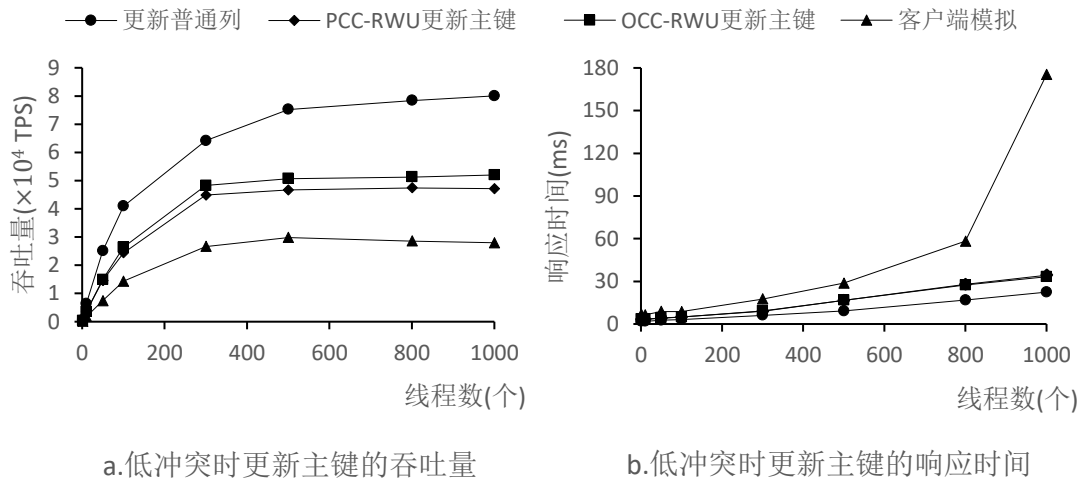 更新普通列 PCC-RWU更新主键 OCC-RWU更新主键 客户端模拟
吞吐量(×10⁴ TPS)
9
8
7
6
5
4
3
2
1
0
0 200 400 600 800 1000
线程数(个)
a.低冲突时更新主键的吞吐量
响应时间(ms)
180
150
120
90
60
30
0
0 200 400 600 800 1000
线程数(个)
b.低冲突时更新主键的响应时间